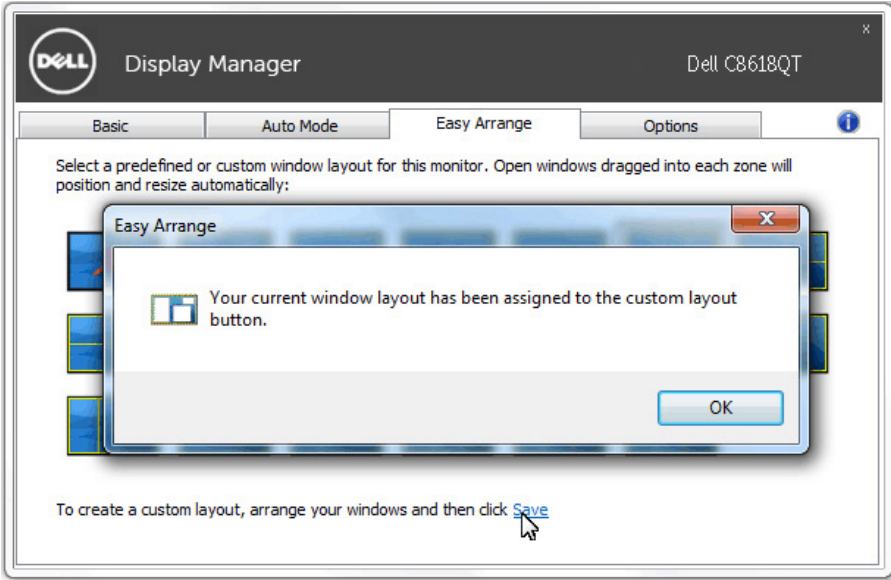 x
DELL
Display Manager
Dell C8618QT
Basic
Auto Mode
Easy Arrange
Options
i
Select a predefined or custom window layout for this monitor. Open windows dragged into each zone will
position and resize automatically:
Easy Arrange
Your current window layout has been assigned to the custom layout
button.
OK
To create a custom layout, arrange your windows and then click Save